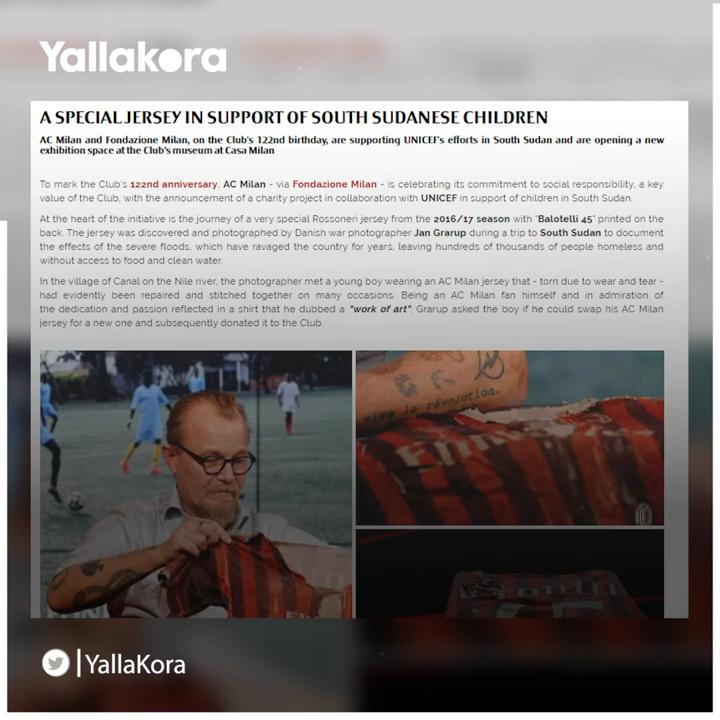 Yallakora
A SPECIAL JERSEY IN SUPPORT OF SOUTH SUDANESE CHILDREN
AC Milan and Fondazione Milan, on the Club's 122nd birthday, are supporting UNICEF's efforts in South Sudan and are opening a new
exhibition space at the Club's museum at Casa Milan
To mark the Club's 122nd anniversary, AC Milan - via Fondazione Milan - is celebrating its commitment to social responsibility, a key
value of the Club, with the announcement of a charity project in collaboration with UNICEF in support of children in South Sudan.
At the heart of the initiative is the journey of a very special Rossoneri jersey from the 2016/17 season with "Balotelli 45" printed on the
back. The jersey was discovered and photographed by Danish war photographer Jan Grarup during a trip to South Sudan to document
the effects of the severe floods, which have ravaged the country for years, leaving hundreds of thousands of people homeless and
without access to food and clean water.
In the village of Canal on the Nile river, the photographer met a young boy wearing an AC Milan jersey that - torn due to wear and tear -
had evidently been repaired and stitched together on many occasions. Being an AC Milan fan himself and in admiration of
the dedication and passion reflected in a shirt that he dubbed a "work of art", Grarup asked the boy if he could swap his AC Milan
jersey for a new one and subsequently donated it to the Club.
la révolution.
YallaKora